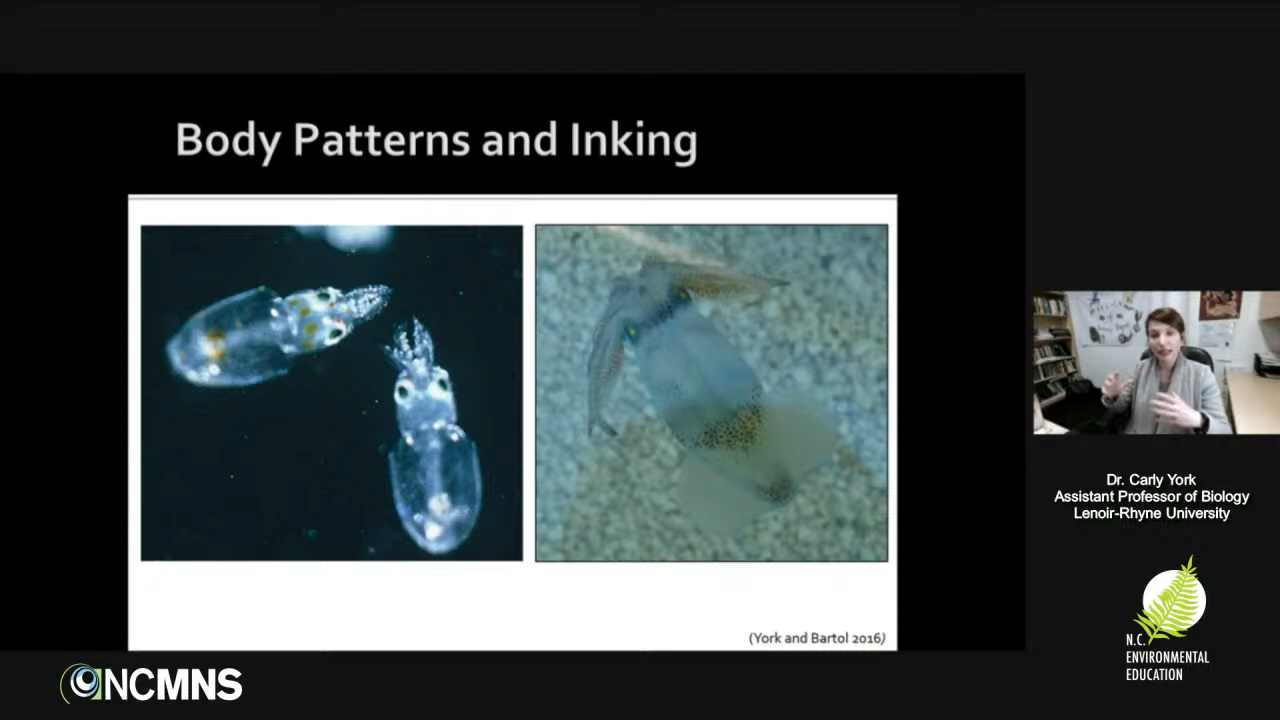 Body Patterns and Inking
(York and Bartol 2016)
Dr. Carly York
Assistant Professor of Biology
Lenoir-Rhyne University
N.C.
ENVIRONMENTAL
EDUCATION
NCMNS